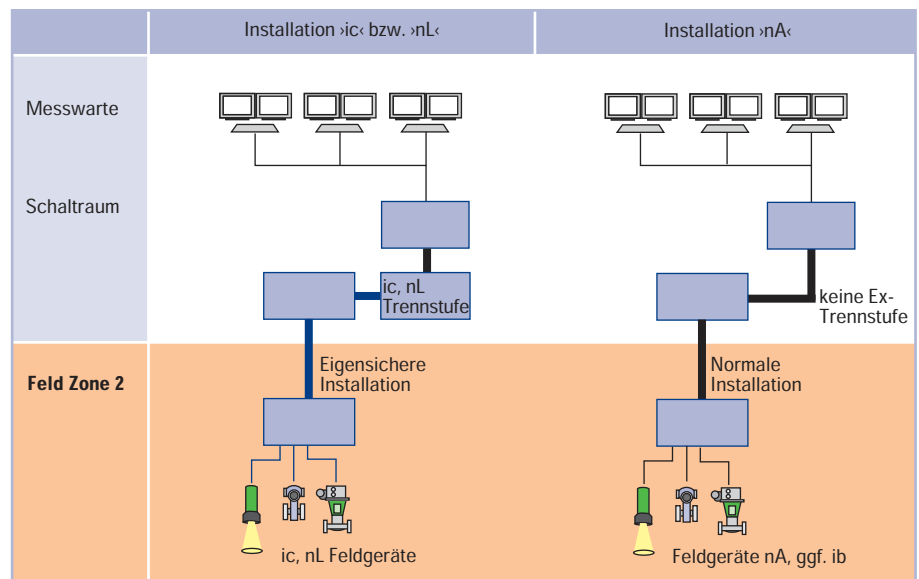 Installation ›ic‹ bzw. ›nL‹
Installation ›nA‹
Messwarte
Schaltraum
ic, nL
Trennstufe
keine Ex-
Trennstufe
Feld Zone 2
Eigensichere
Installation
Normale
Installation
ic, nL Feldgeräte
Feldgeräte nA, ggf. ib